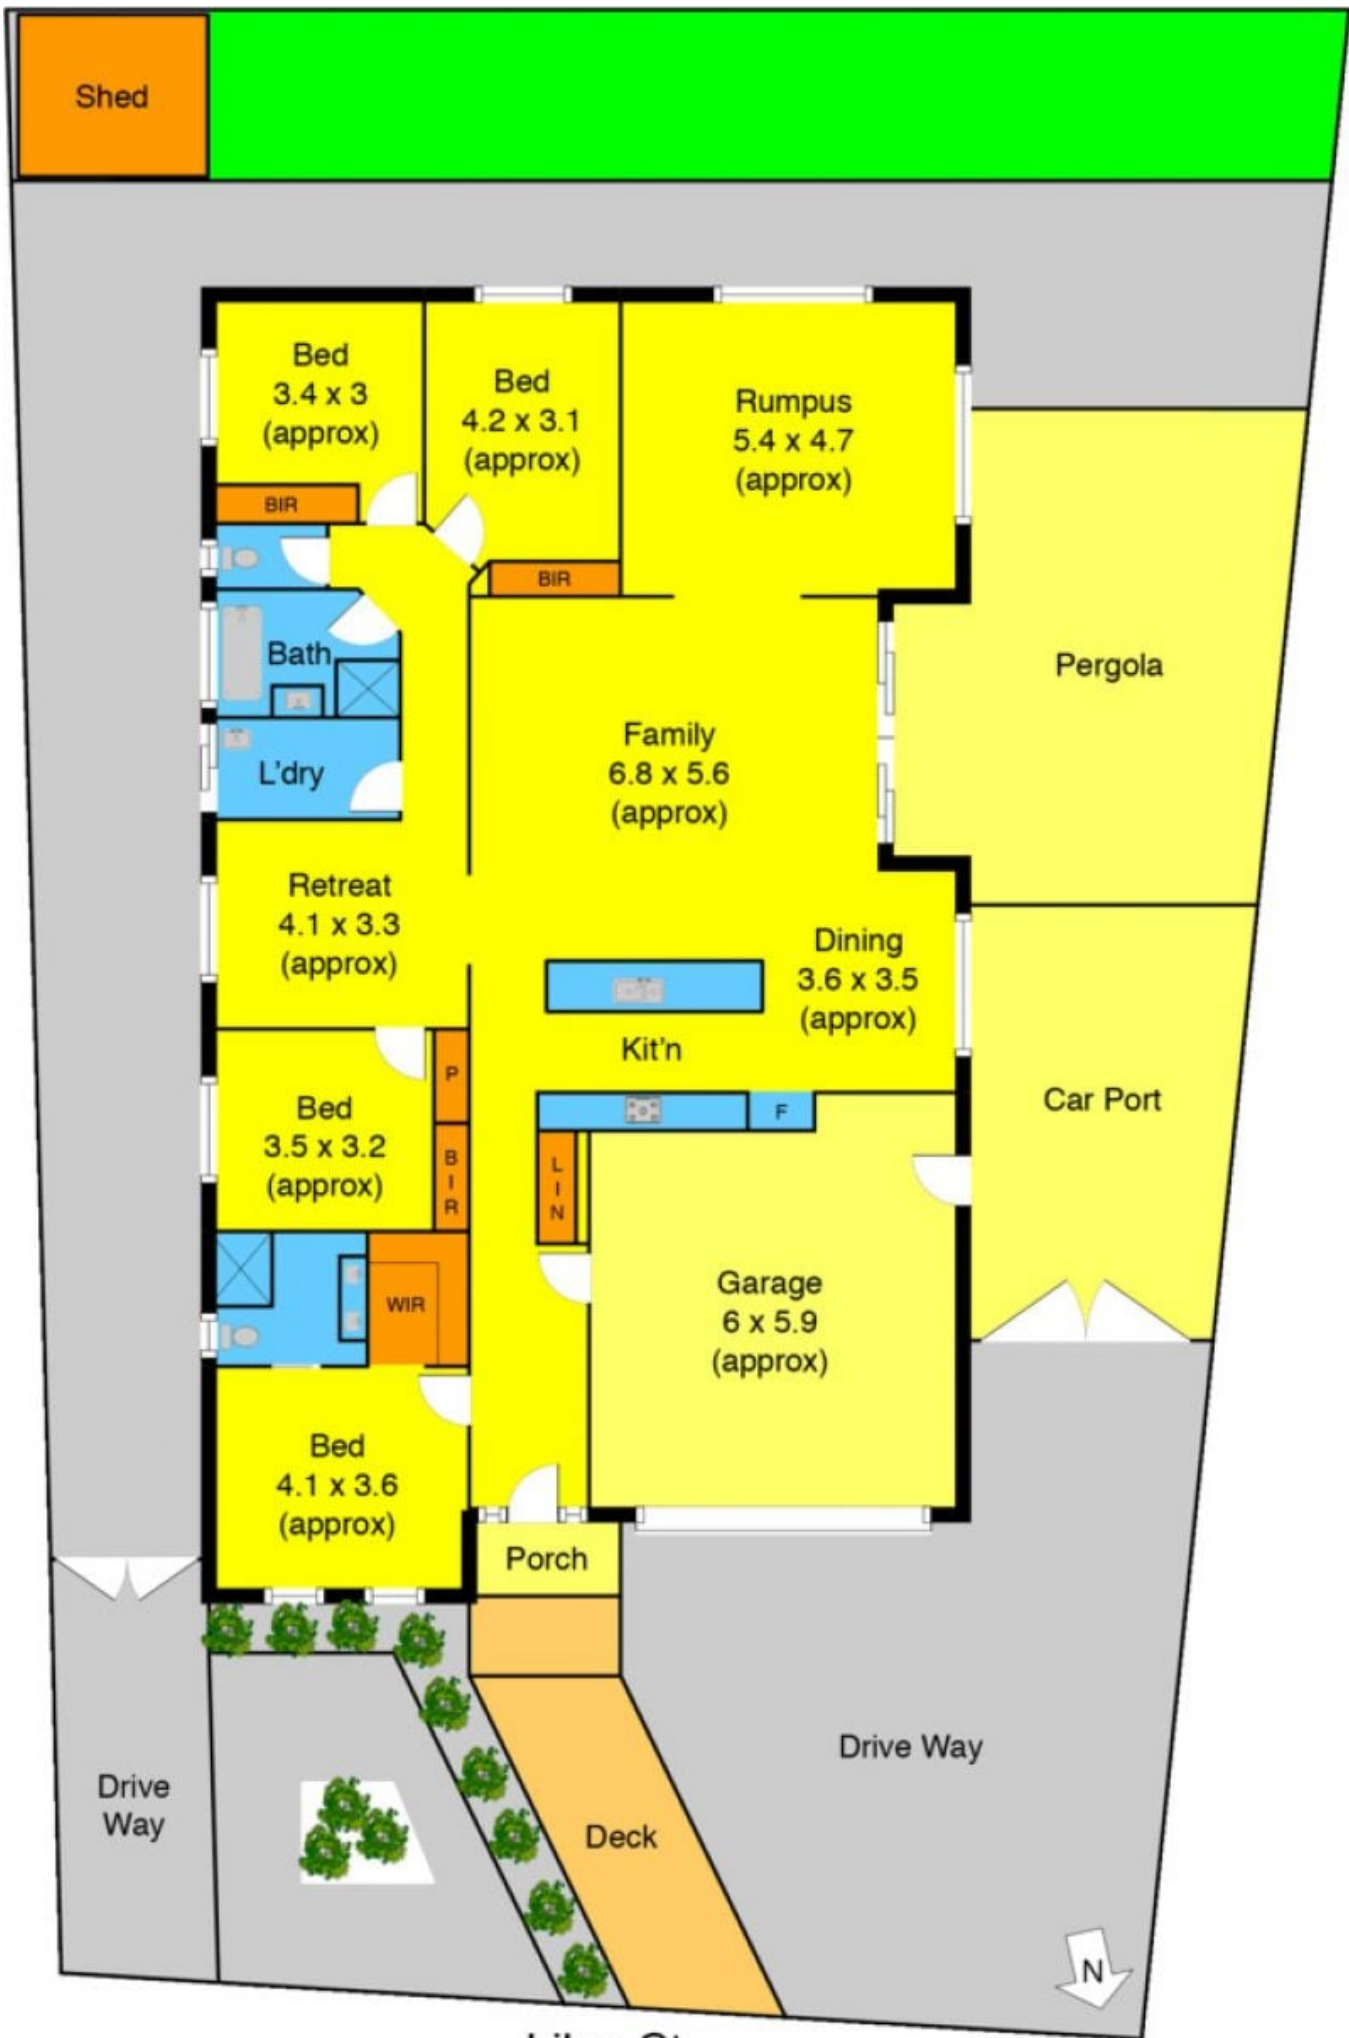 Shed
Bed
3.4 x 3
(approx)
Bed
4.2 x 3.1
(approx)
Rumpus
5.4 x 4.7
(approx)
BIR
BIR
Bath
Pergola
Family
6.8 x 5.6
(approx)
L'dry
Retreat
4.1 x 3.3
(approx)
Dining
3.6 x 3.5
(approx)
Kit'n
P
Bed
3.5 x 3.2
(approx)
B
I
R
F
L
I
N
Car Port
WIR
Garage
6 x 5.9
(approx)
Bed
4.1 x 3.6
(approx)
Porch
Drive Way
Drive
Way
Deck
N